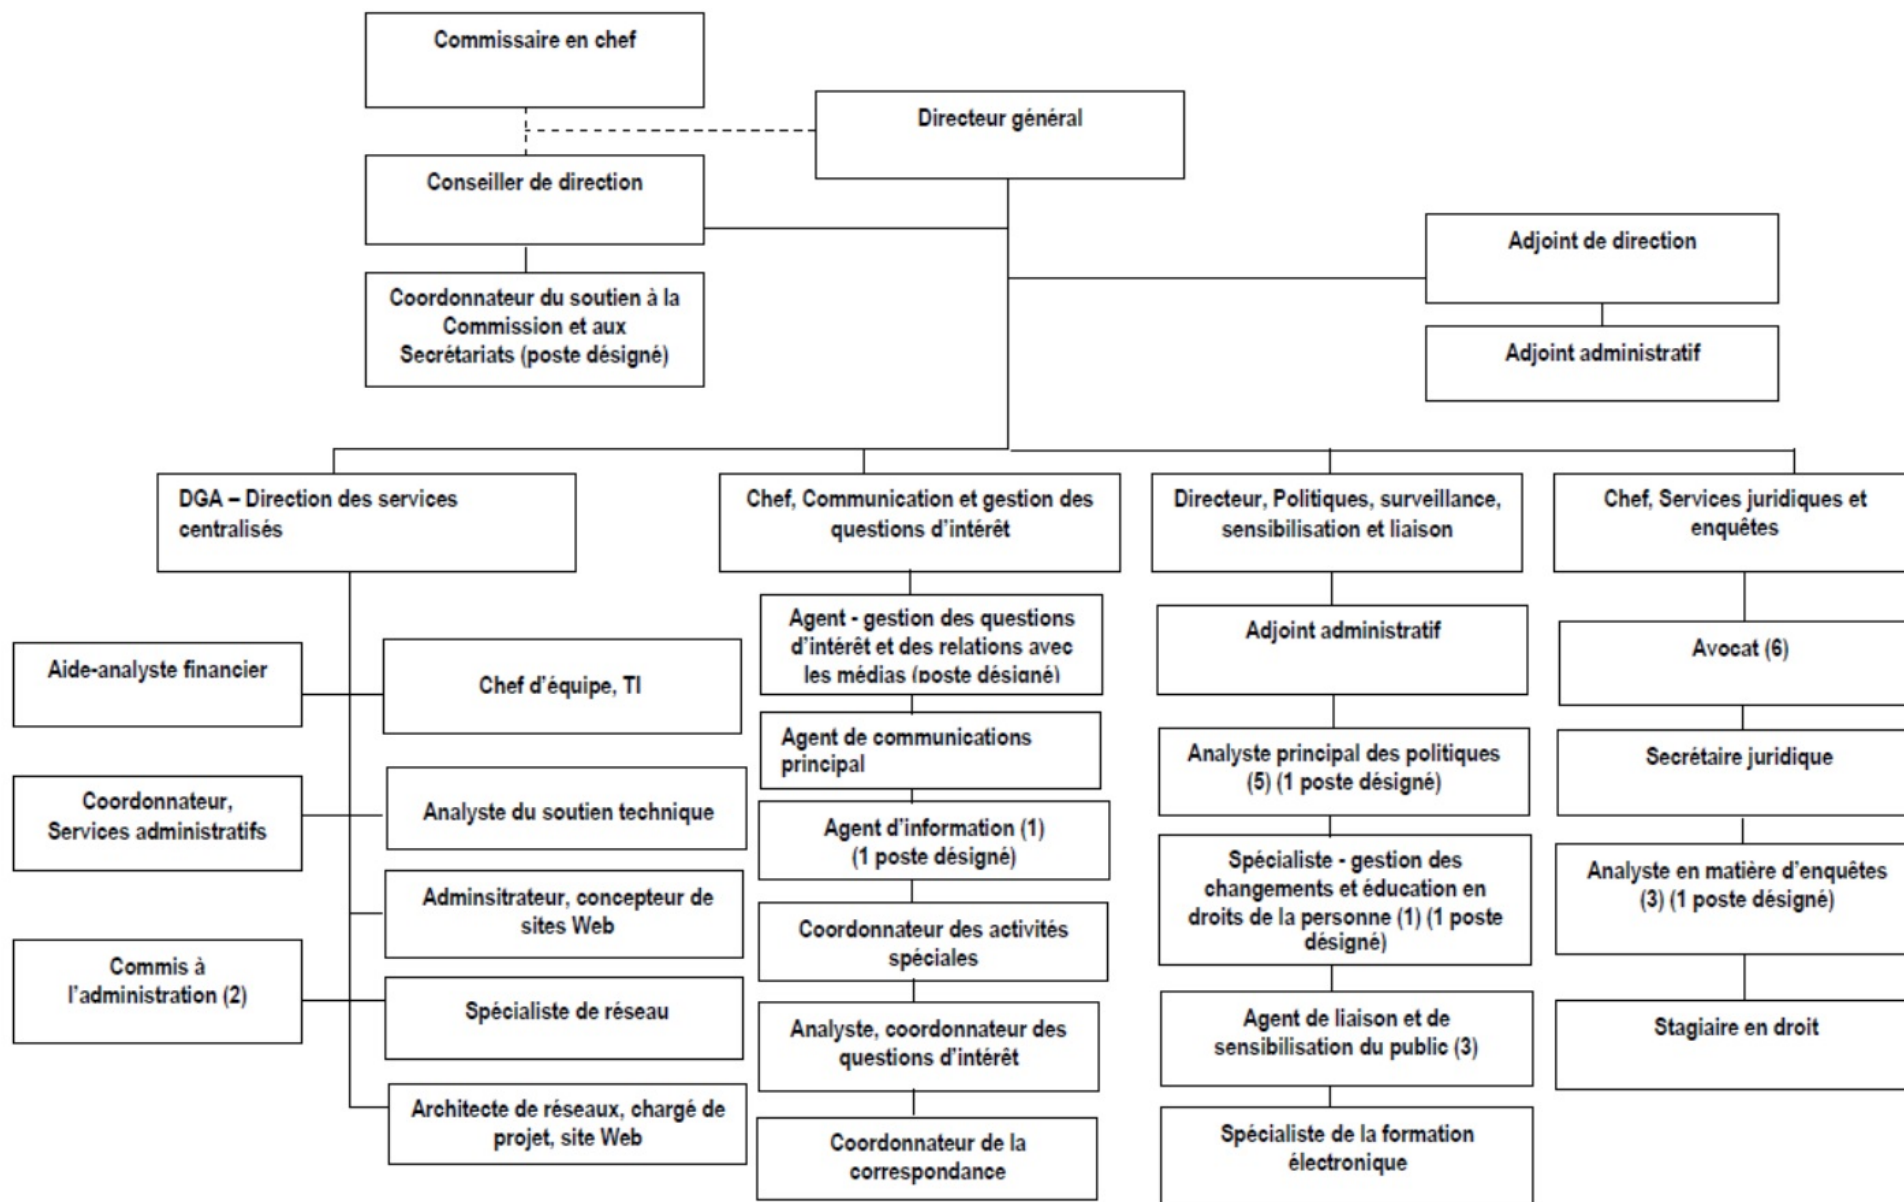 Commissaire en chef
Directeur général
Conseiller de direction
Adjoint de direction
Coordonnateur du soutien à la
Commission et aux
Secrétariats (poste désigné)
Adjoint administratif
DGA – Direction des services
centralisés
Chef, Communication et gestion des
questions d'intérêt
Directeur, Politiques, surveillance,
sensibilisation et liaison
Chef, Services juridiques et
enquêtes
Aide-analyste financier
Chef d'équipe, TI
Coordonnateur,
Services administratifs
Analyste du soutien technique
Adminsitrateur, concepteur de
sites Web
Commis à
l'administration (2)
Spécialiste de réseau
Architecte de réseaux, chargé de
projet, site Web
Agent - gestion des questions
d'intérêt et des relations avec
les médias (poste désigné)
Agent de communications
principal
Agent d'information (1)
(1 poste désigné)
Coordonnateur des activités
spéciales
Analyste, coordonnateur des
questions d'intérêt
Coordonnateur de la
correspondance
Adjoint administratif
Analyste principal des politiques
(5) (1 poste désigné)
Spécialiste - gestion des
changements et éducation en
droits de la personne (1) (1 poste
désigné)
Agent de liaison et de
sensibilisation du public (3)
Spécialiste de la formation
électronique
Avocat (6)
Secrétaire juridique
Analyste en matière d'enquêtes
(3) (1 poste désigné)
Stagiaire en droit